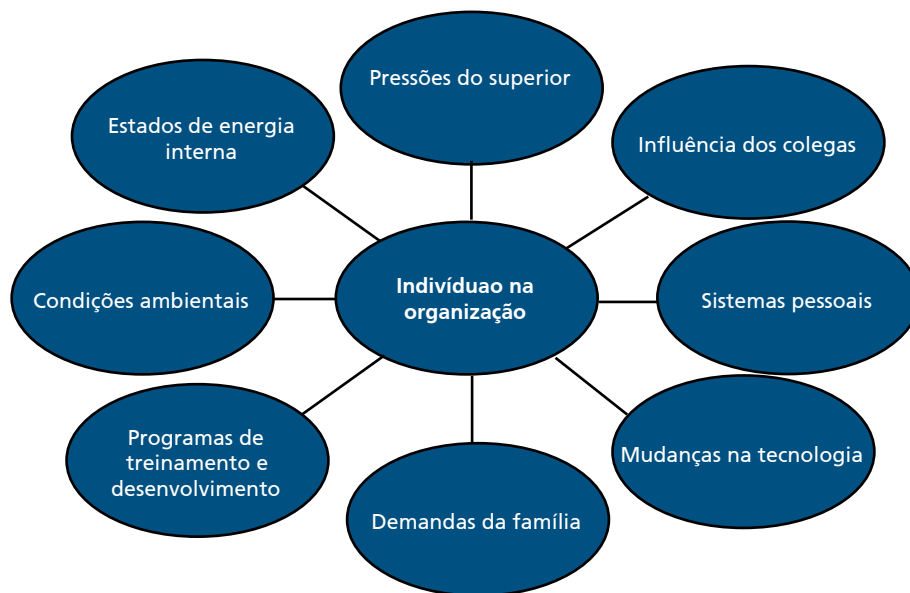 Pressões do superior
Estados de energia
interna
Influência dos colegas
Condições ambientais
Indivíduao na
organização
Sistemas pessoais
Programas de
treinamento e
desenvolvimento
Mudanças na tecnologia
Demandas da família